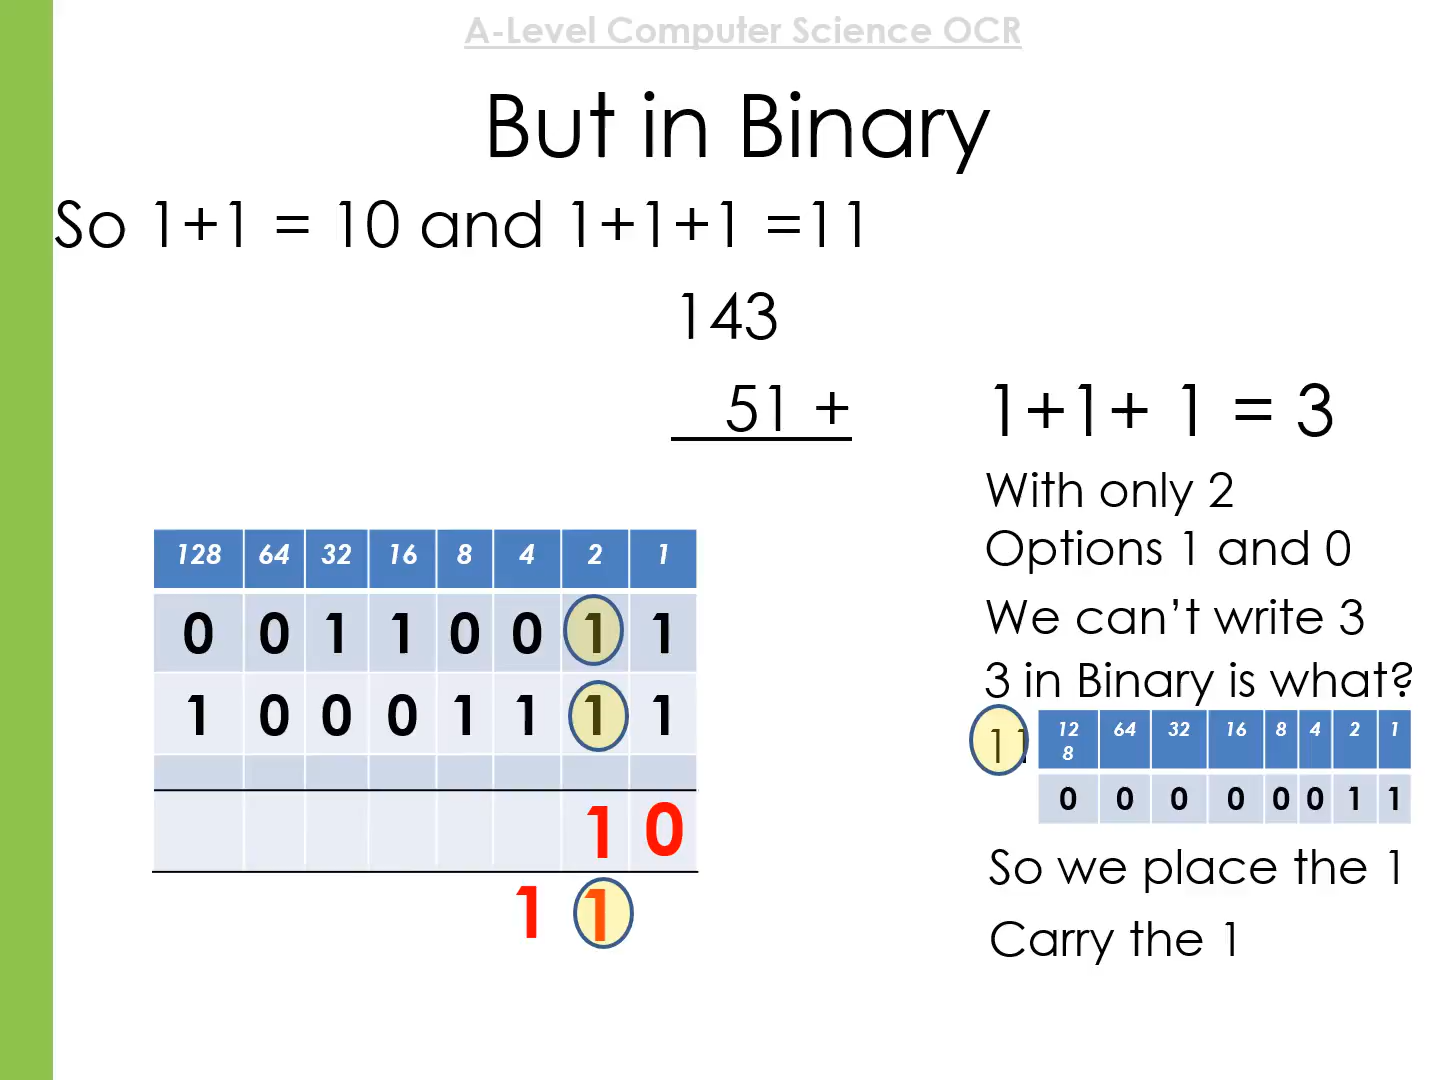 A-Level Computer Science OCR
But in Binary
So 1+1 = 10 and 1+1+1 =11
143
51 +
1+1+ 1 = 3
With only 2
Options 1 and 0
We can't write 3
3 in Binary is what?
11
128 64 32 16 8 4 2 1
0 0 0 0 0 0 1 1
So we place the 1
Carry the 1
128 64 32 16 8 4 2 1
0 0 1 1 0 0 1 1
1 0 0 0 1 1 1 1
1 0
1 1